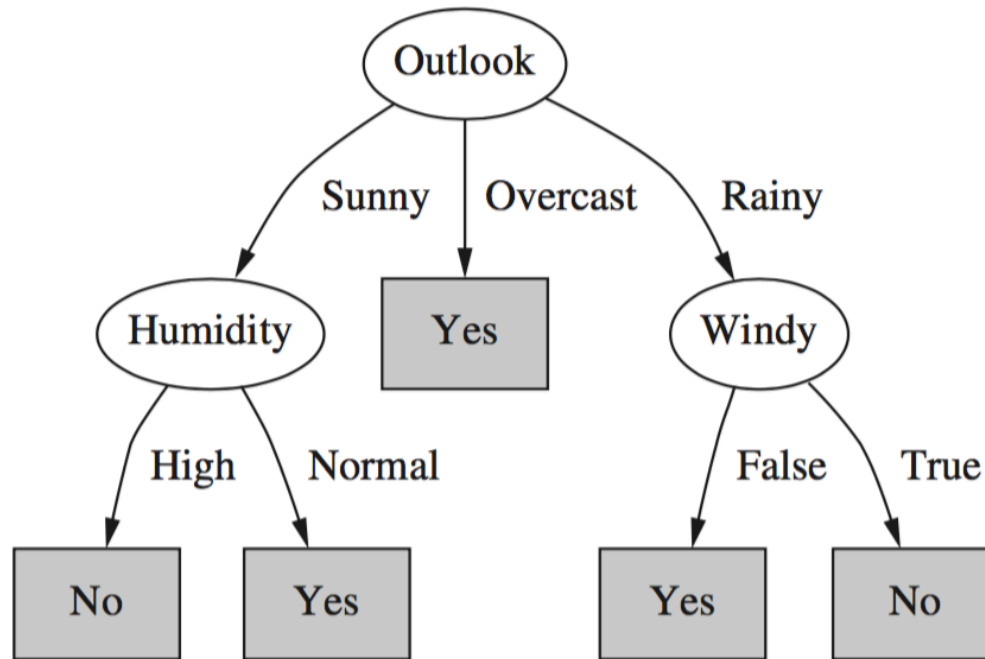 Outlook
Sunny Overcast Rainy
Humidity Yes Windy
High Normal False True
No Yes Yes No